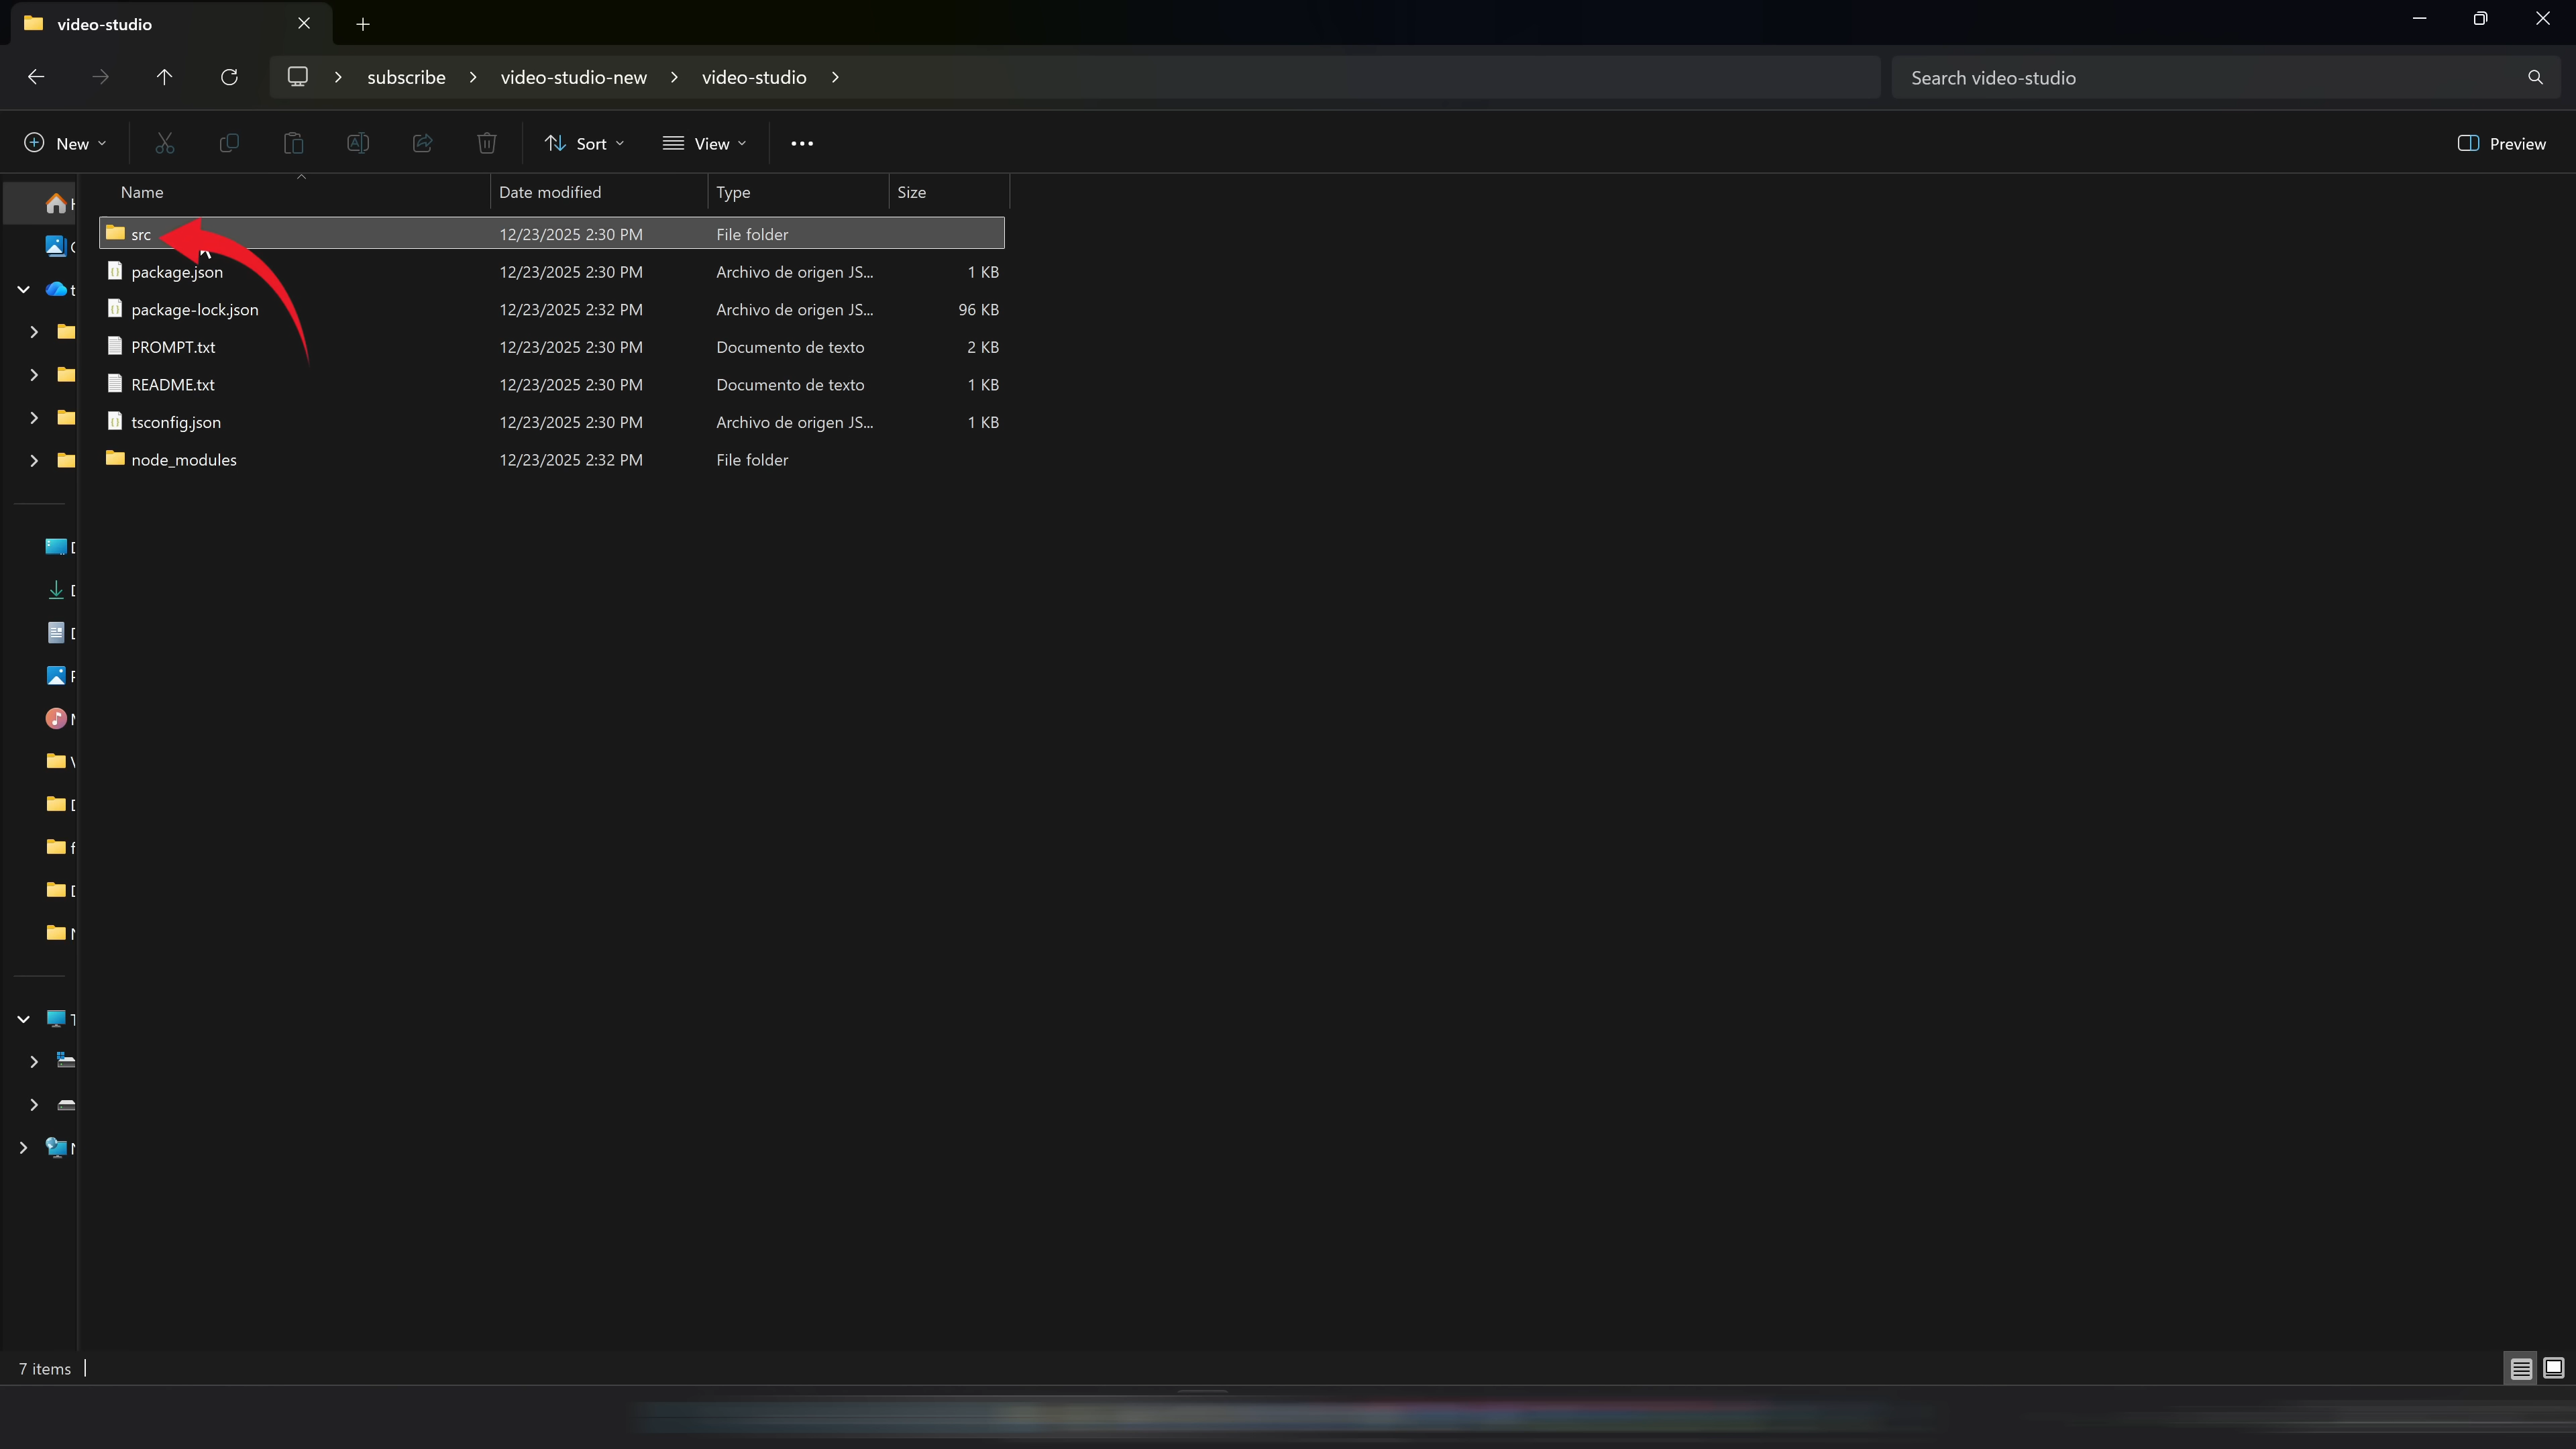 video-studio
subscribe video-studio-new video-studio
Search video-studio
New
Sort
View
Preview
Name Date modified Type Size
src 12/23/2025 2:30 PM File folder
package.json 12/23/2025 2:30 PM Archivo de origen JS... 1 KB
package-lock.json 12/23/2025 2:32 PM Archivo de origen JS... 96 KB
PROMPT.txt 12/23/2025 2:30 PM Documento de texto 2 KB
README.txt 12/23/2025 2:30 PM Documento de texto 1 KB
tsconfig.json 12/23/2025 2:30 PM Archivo de origen JS... 1 KB
node_modules 12/23/2025 2:32 PM File folder
7 items